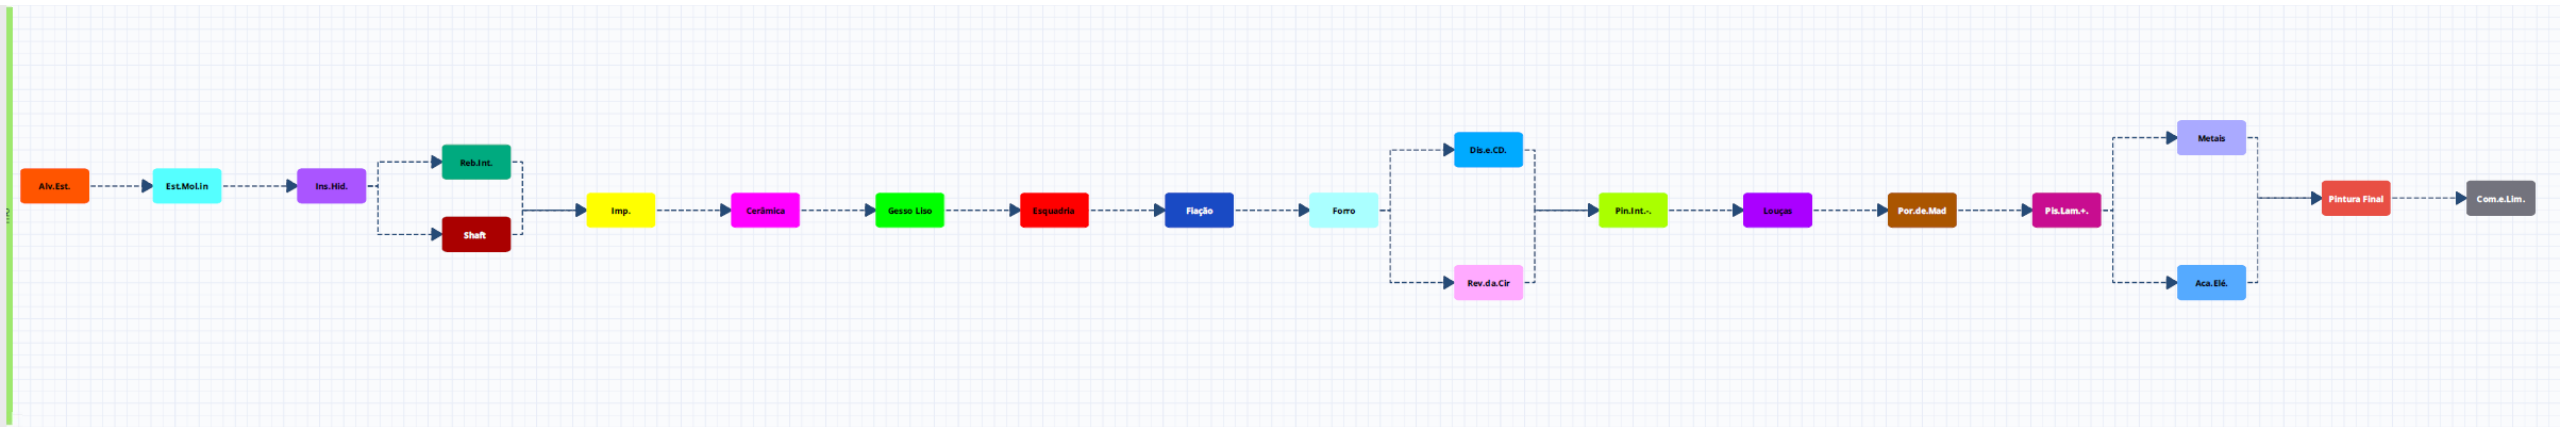 Alv.Est.
Est.Mol.in
Ins.Hid.
Reb.Int.
Shaft
Imp.
Cerâmica
Gesso Liso
Esquadria
Fiação
Forro
Dis.e.CD.
Rev.da.Cir
Pin.Int.-.
Louças
Por.de.Mad
Pis.Lam.+.
Metais
Aca.Elé.
Pintura Final
Com.e.Lim.